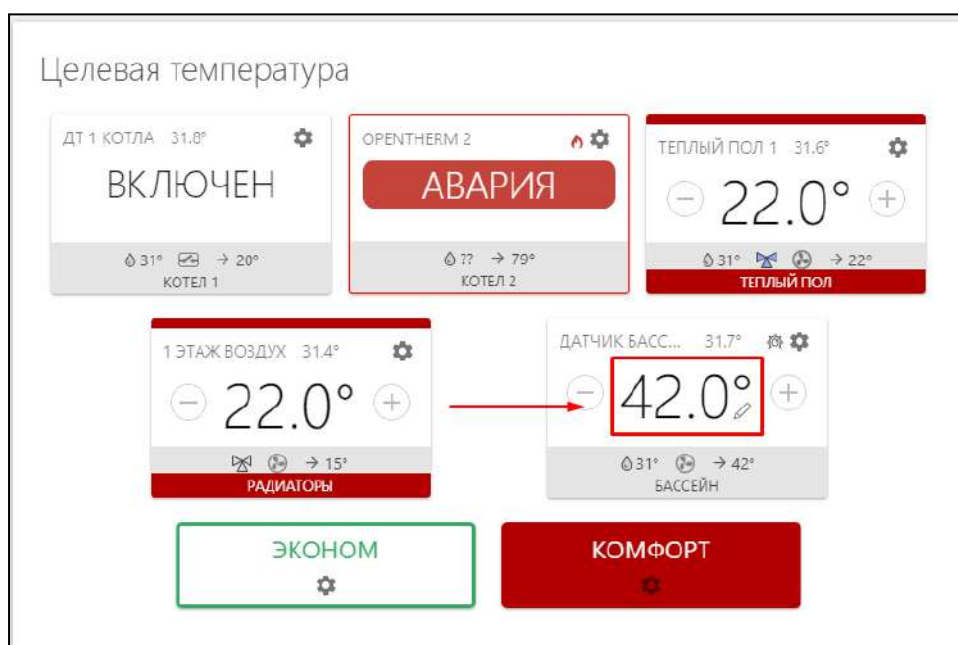 Целевая температура
ДТ 1 КОТЛА 31.8°
ВКЛЮЧЕН
31° → 20°
КОТЕЛ 1
OPENTHERM 2
АВАРИЯ
?? → 79°
КОТЕЛ 2
ТЕПЛЫЙ ПОЛ 1 31.6°
− 22.0° +
31° → 22°
ТЕПЛЫЙ ПОЛ
1 ЭТАЖ ВОЗДУХ 31.4°
− 22.0° +
→ 15°
РАДИАТОРЫ
ДАТЧИК БАСС... 31.7°
− 42.0° +
31° → 42°
БАССЕЙН
ЭКОНОМ
КОМФОРТ